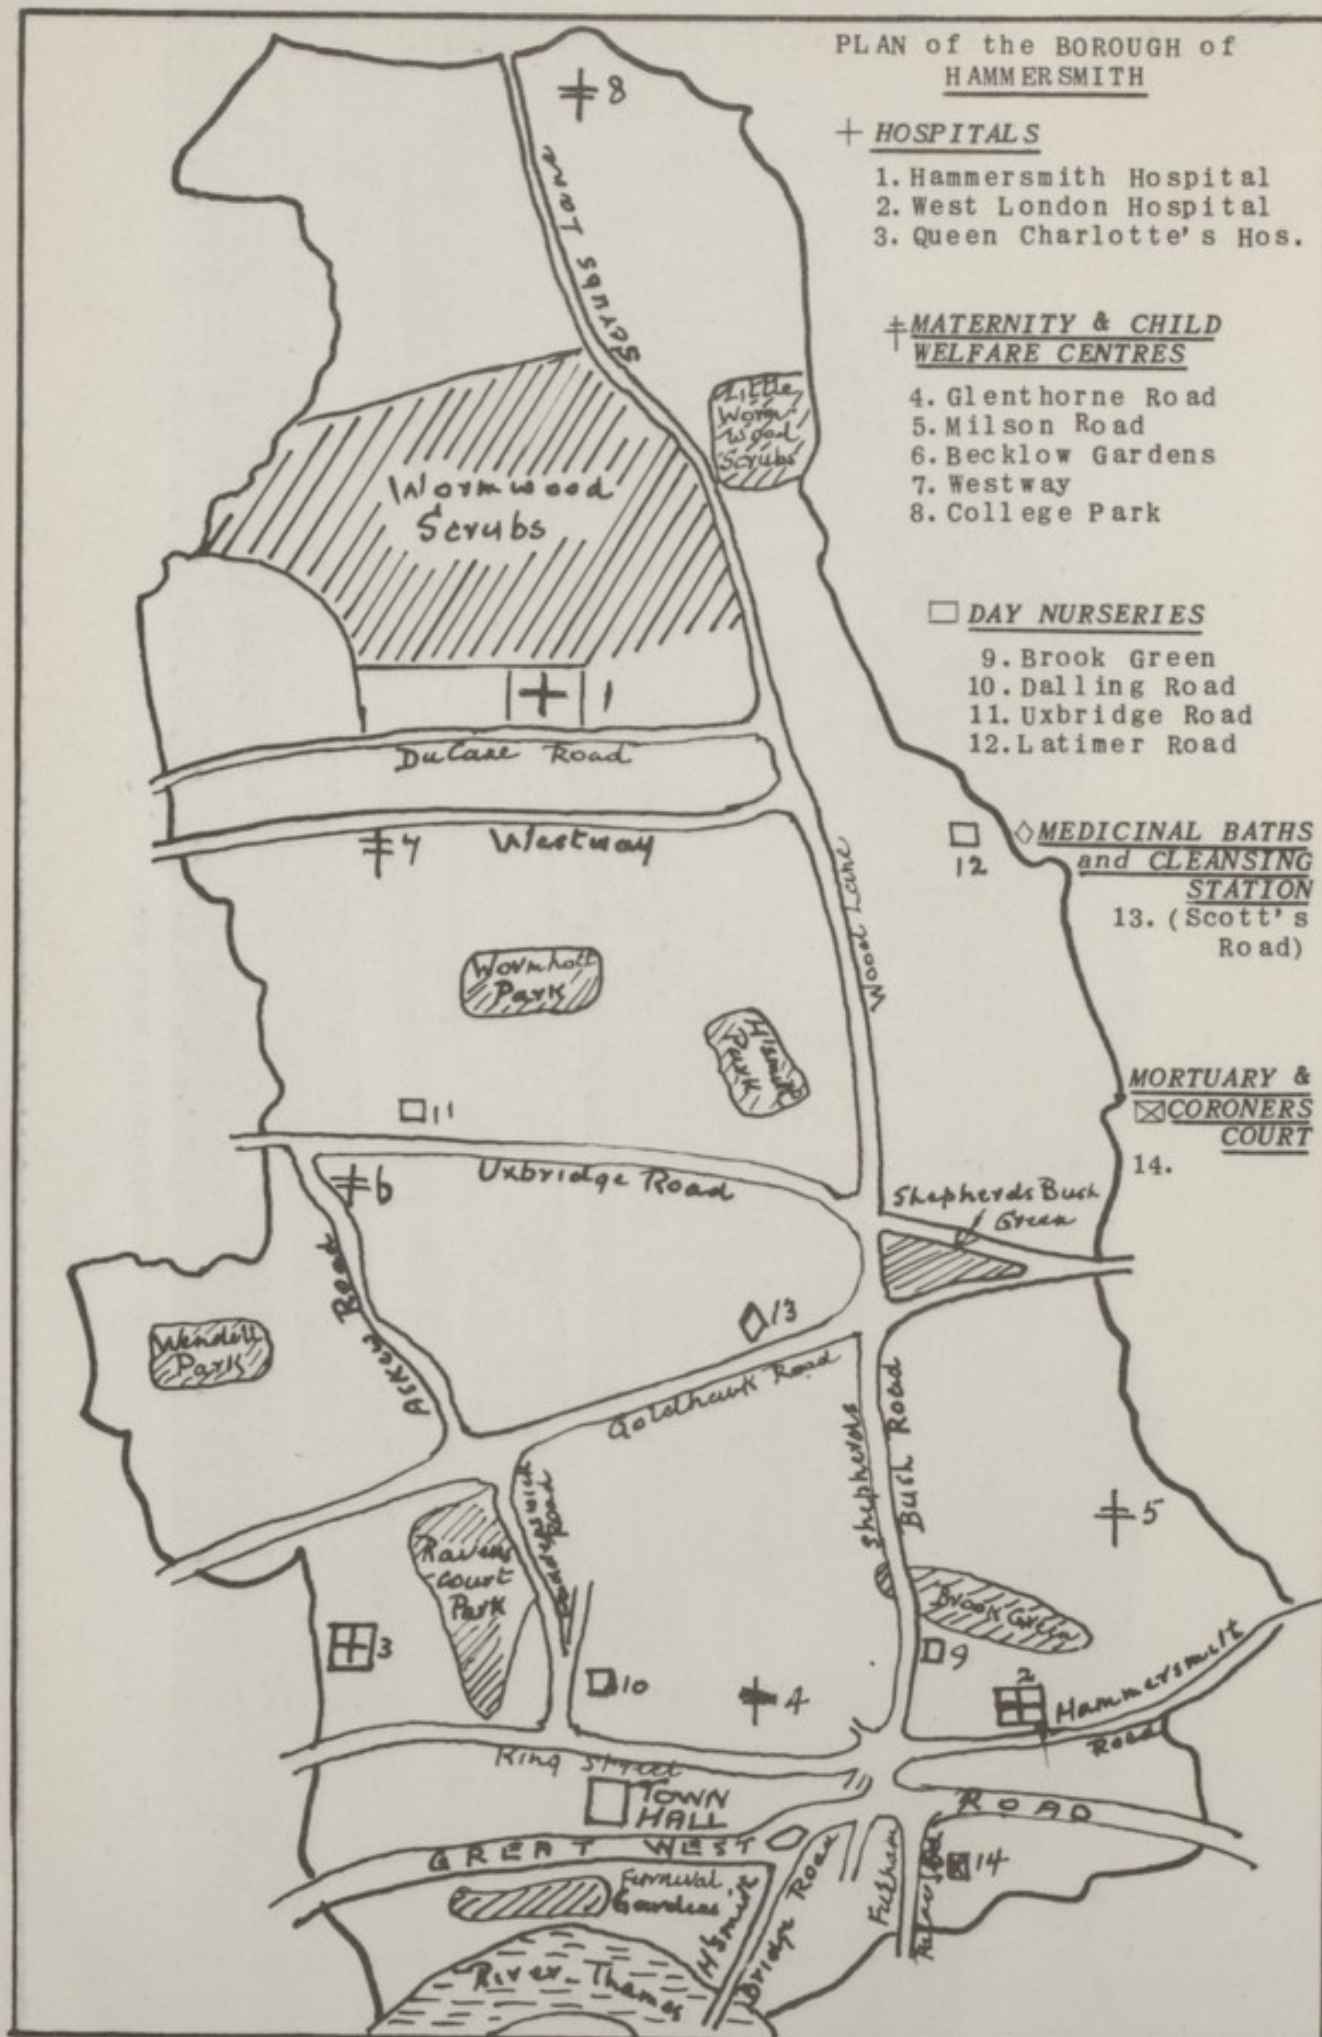 PLAN of the BOROUGH of
HAMMERSMITH
HOSPITALS
1. Hammersmith Hospital
2. West London Hospital
3. Queen Charlotte's Hos.
MATERNITY & CHILD
WELFARE CENTRES
4. Glenthorne Road
5. Milson Road
6. Becklow Gardens
7. Westway
8. College Park
DAY NURSERIES
9. Brook Green
10. Dalling Road
11. Uxbridge Road
12. Latimer Road
MEDICINAL BATHS
and CLEANSING
STATION
13. (Scott's
Road)
MORTUARY &
CORONERS
COURT
14.
8
Scrubs Lane
Little
Worm
Wood
Scrubs
Wormwood
Scrubs
1
DuCane Road
7
Westway
12
Wood Lane
Wormholt
Park
H'smith
Park
11
Uxbridge Road
6
Shepherds Bush
Green
Askew Road
13
Wendell
Park
Goldhawk Road
Shepherds
Bush Road
5
Road
Ravens
Court
Park
Brook Green
3
9
10
4
2
Hammersmith
Road
King Street
TOWN
HALL
ROAD
GREAT WEST
14
Furnival
Gardens
H'smith
Bridge Road
Fulham
River Thames